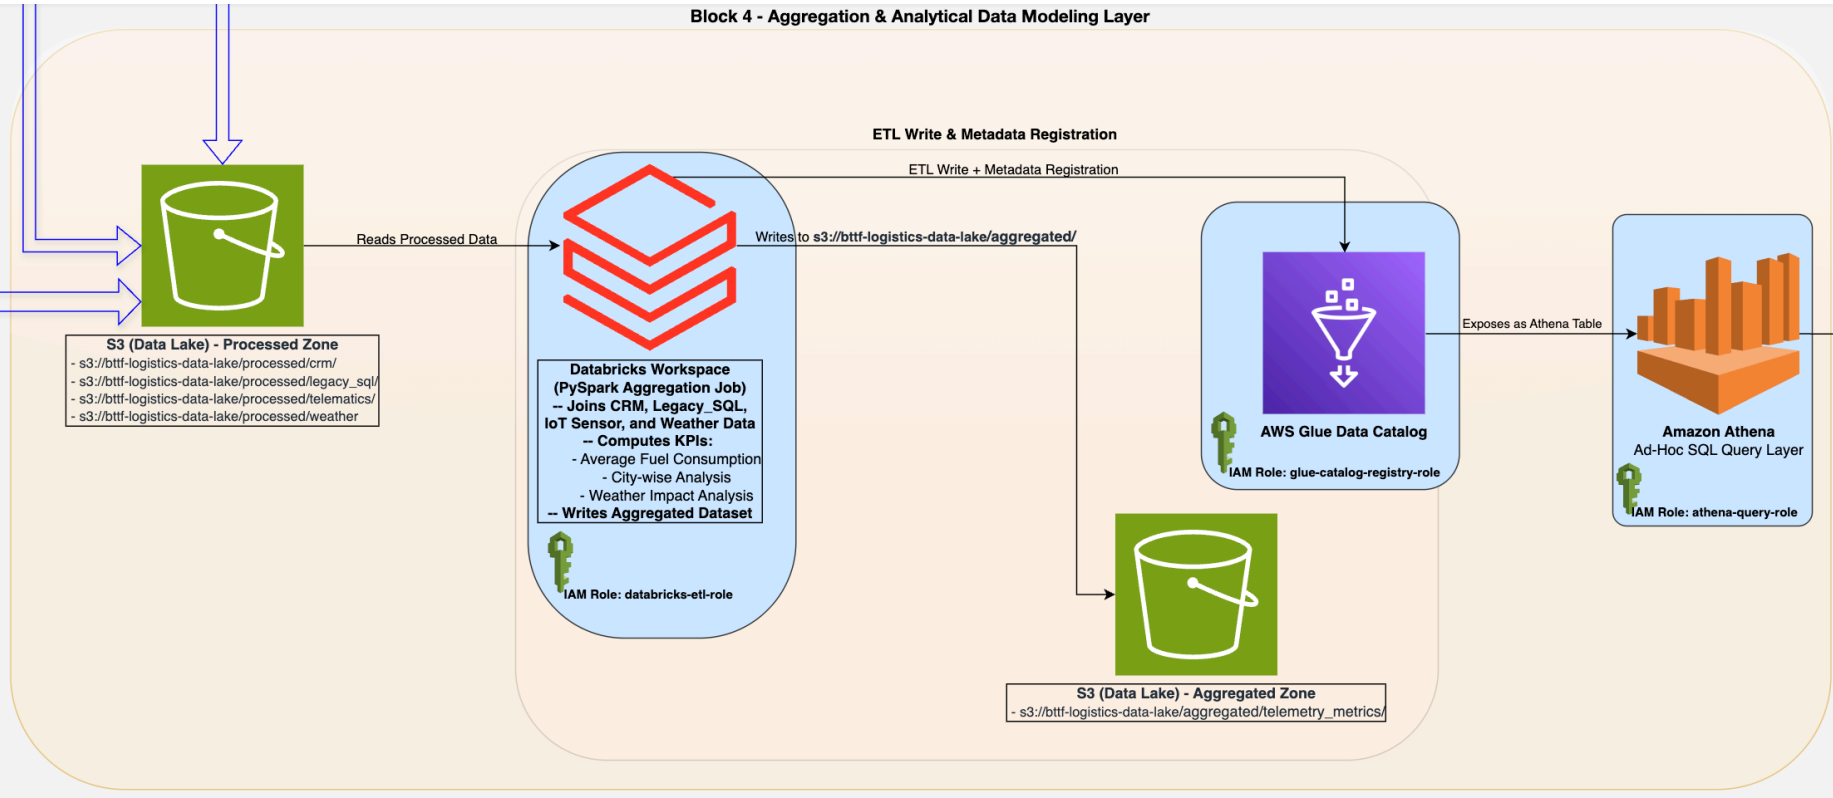 Block 4 - Aggregation & Analytical Data Modeling Layer
ETL Write & Metadata Registration
ETL Write + Metadata Registration
Reads Processed Data
Writes to s3://bttf-logistics-data-lake/aggregated/
Exposes as Athena Table
S3 (Data Lake) - Processed Zone
- s3://bttf-logistics-data-lake/processed/crm/
- s3://bttf-logistics-data-lake/processed/legacy_sql/
- s3://bttf-logistics-data-lake/processed/telematics/
- s3://bttf-logistics-data-lake/processed/weather
Databricks Workspace
(PySpark Aggregation Job)
-- Joins CRM, Legacy_SQL,
IoT Sensor, and Weather Data
-- Computes KPIs:
- Average Fuel Consumption
- City-wise Analysis
- Weather Impact Analysis
-- Writes Aggregated Dataset
IAM Role: databricks-etl-role
AWS Glue Data Catalog
IAM Role: glue-catalog-registry-role
Amazon Athena
Ad-Hoc SQL Query Layer
IAM Role: athena-query-role
S3 (Data Lake) - Aggregated Zone
- s3://bttf-logistics-data-lake/aggregated/telemetry_metrics/